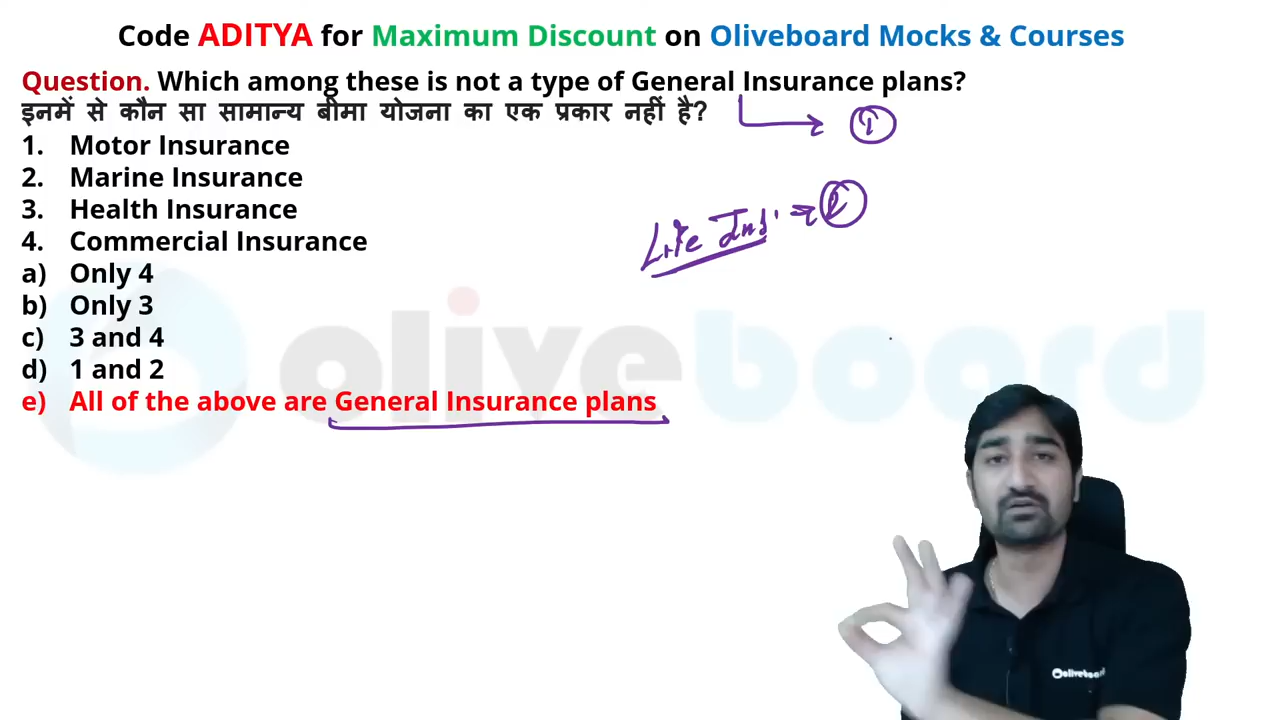 Code ADITYA for Maximum Discount on Oliveboard Mocks & Courses
Question. Which among these is not a type of General Insurance plans?
इनमें से कौन सा सामान्य बीमा योजना का एक प्रकार नहीं है?
1. Motor Insurance
2. Marine Insurance
3. Health Insurance
Life Ins'
4. Commercial Insurance
a) Only 4
b) Only 3
c) 3 and 4
d) 1 and 2
e) All of the above are General Insurance plans
oliveboard
oliveboard